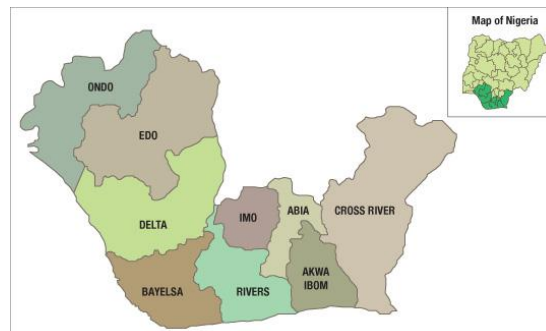 Map of Nigeria
ONDO
EDO
DELTA
IMO
ABIA
CROSS RIVER
BAYELSA
RIVERS
AKWA
IBOM